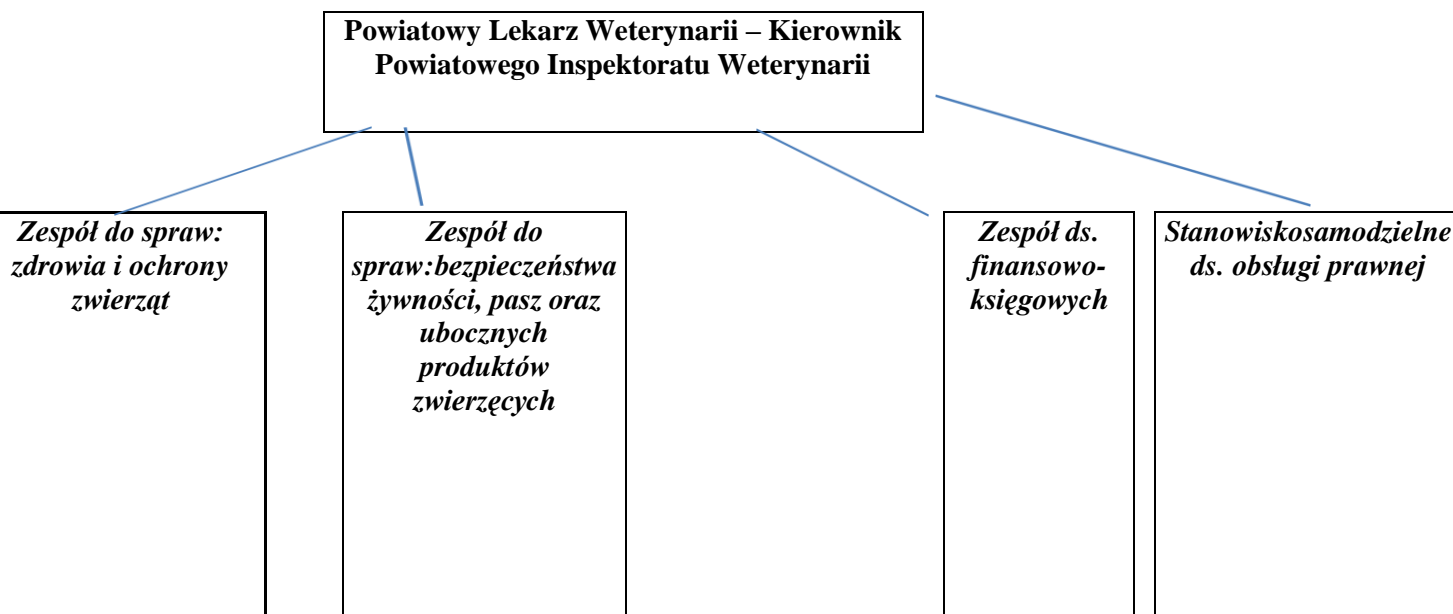 Powiatowy Lekarz Weterynarii – Kierownik
Powiatowego Inspektoratu Weterynarii
Zespół do spraw:
zdrowia i ochrony
zwierząt
Zespół do
spraw:bezpieczeństwa
żywności, pasz oraz
ubocznych
produktów
zwierzęcych
Zespół ds.
finansowo-
księgowych
Stanowiskosamodzielne
ds. obsługi prawnej